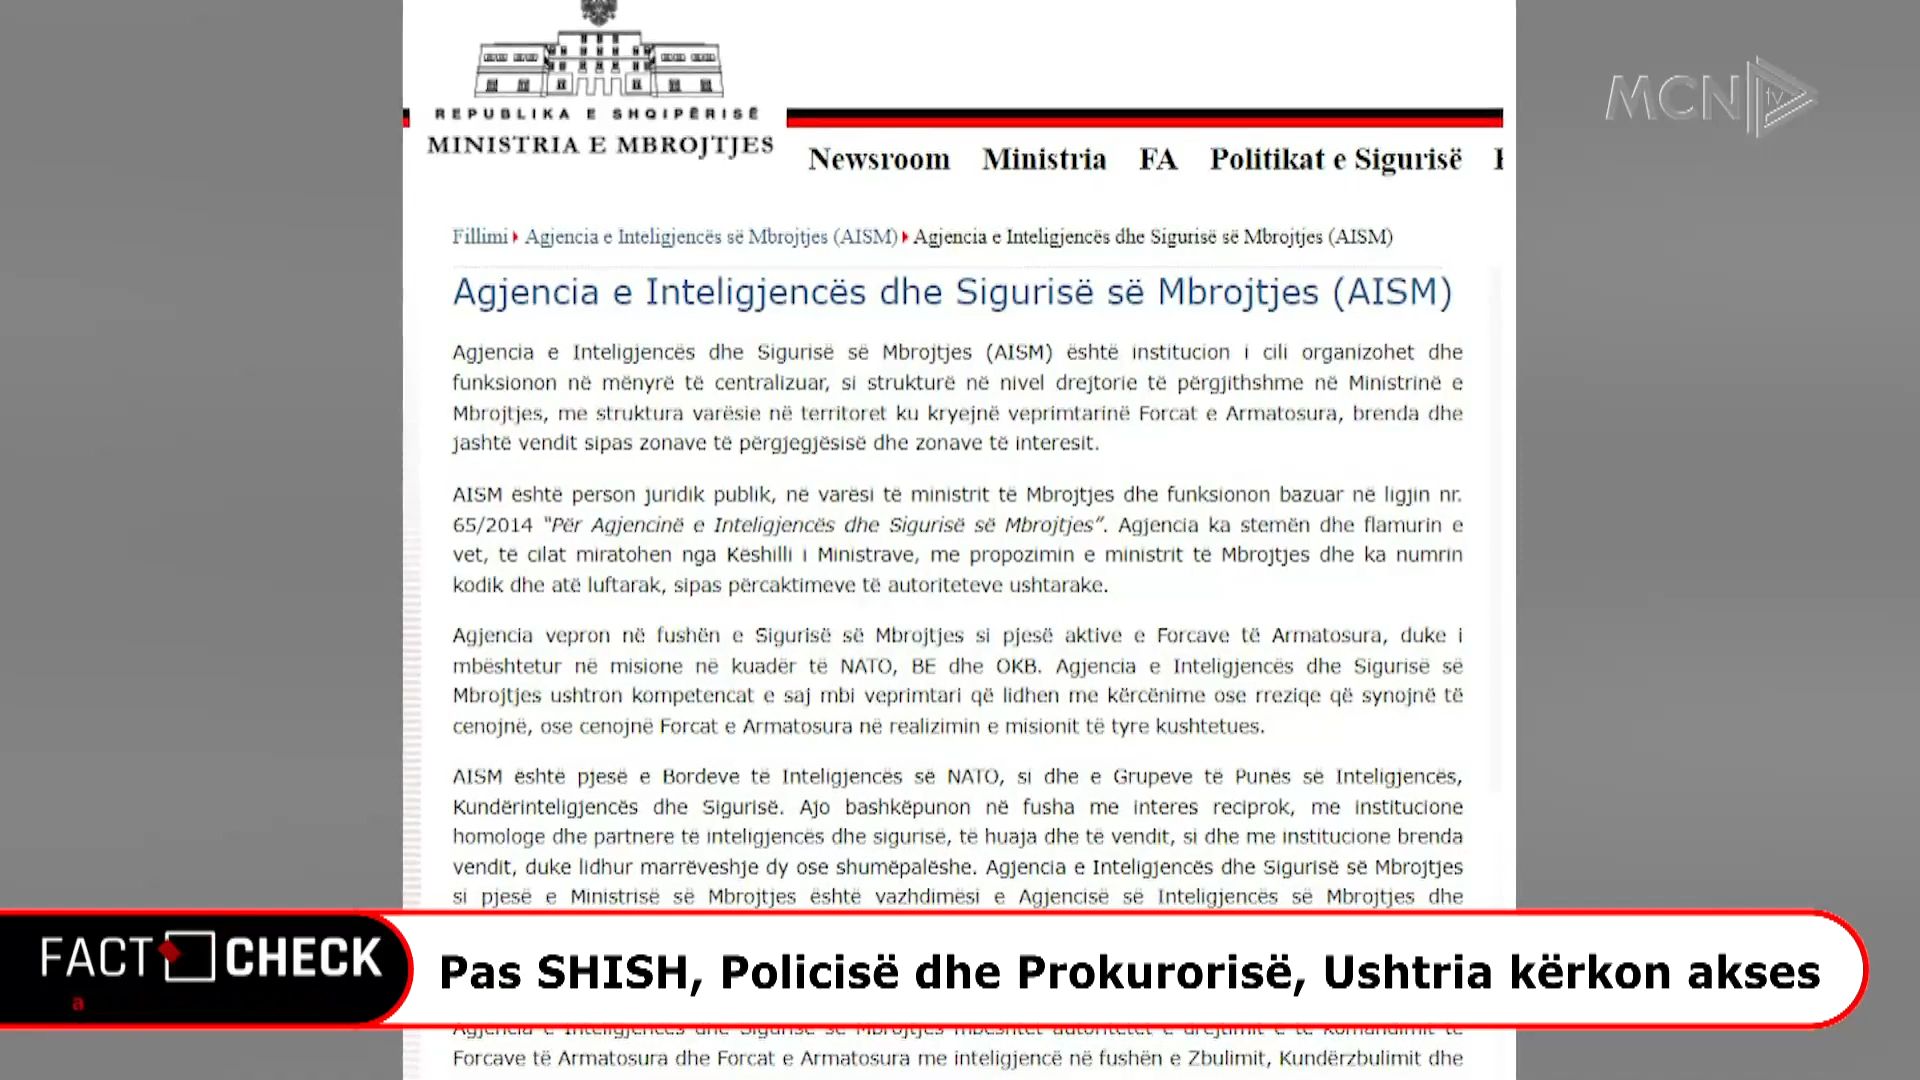 MCN tv
REPUBLIKA E SHQIPËRISË
MINISTRIA E MBROJTJES
Newsroom Ministria FA Politikat e Sigurisë
Fillimi Agjencia e Inteligjencës së Mbrojtjes (AISM) Agjencia e Inteligjencës dhe Sigurisë së Mbrojtjes (AISM)
Agjencia e Inteligjencës dhe Sigurisë së Mbrojtjes (AISM)
Agjencia e Inteligjencës dhe Sigurisë së Mbrojtjes (AISM) është institucion i cili organizohet dhe
funksionon në mënyrë të centralizuar, si strukturë në nivel drejtorie të përgjithshme në Ministrinë e
Mbrojtjes, me struktura varësie në territoret ku kryejnë veprimtarinë Forcat e Armatosura, brenda dhe
jashtë vendit sipas zonave të përgjegjësisë dhe zonave të interesit.
AISM është person juridik publik, në varësi të ministrit të Mbrojtjes dhe funksionon bazuar në ligjin nr.
65/2014 "Për Agjencinë e Inteligjencës dhe Sigurisë së Mbrojtjes". Agjencia ka stemën dhe flamurin e
vet, të cilat miratohen nga Këshilli i Ministrave, me propozimin e ministrit të Mbrojtjes dhe ka numrin
kodik dhe atë luftarak, sipas përcaktimeve të autoriteteve ushtarake.
Agjencia vepron në fushën e Sigurisë së Mbrojtjes si pjesë aktive e Forcave të Armatosura, duke i
mbështetur në misione në kuadër të NATO, BE dhe OKB. Agjencia e Inteligjencës dhe Sigurisë së
Mbrojtjes ushtron kompetencat e saj mbi veprimtari që lidhen me kërcënime ose rreziqe që synojnë të
cenojnë, ose cenojnë Forcat e Armatosura në realizimin e misionit të tyre kushtetues.
AISM është pjesë e Bordeve të Inteligjencës së NATO, si dhe e Grupeve të Punës së Inteligjencës,
Kundërinteligjencës dhe Sigurisë. Ajo bashkëpunon në fusha me interes reciprok, me institucione
homologe dhe partnere të inteligjencës dhe sigurisë, të huaja dhe të vendit, si dhe me institucione brenda
vendit, duke lidhur marrëveshje dy ose shumëpalëshe. Agjencia e Inteligjencës dhe Sigurisë së Mbrojtjes
si pjesë e Ministrisë së Mbrojtjes është vazhdimësi e Agjencisë së Inteligjencës së Mbrojtjes dhe
FACT CHECK
a
Pas SHISH, Policisë dhe Prokurorisë, Ushtria kërkon akses
Agjencia e Inteligjencës dhe Sigurisë së Mbrojtjes mbështet autoritetet e drejtimit e të komandimit të
Forcave të Armatosura dhe Forcat e Armatosura me inteligjencë në fushën e Zbulimit, Kundërzbulimit dhe